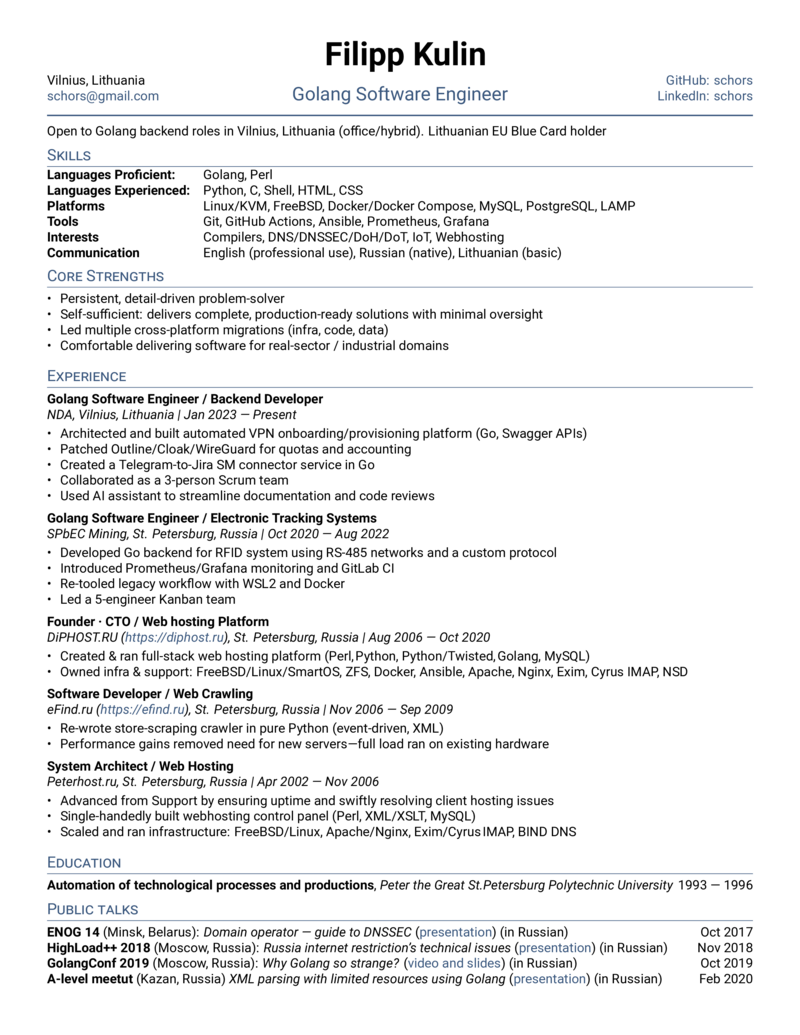 Filipp Kulin
Vilnius, Lithuania
schors@gmail.com
Golang Software Engineer
GitHub: schors
LinkedIn: schors
Open to Golang backend roles in Vilnius, Lithuania (office/hybrid). Lithuanian EU Blue Card holder
Skills
Languages Proficient: Golang, Perl
Languages Experienced: Python, C, Shell, HTML, CSS
Platforms Linux/KVM, FreeBSD, Docker/Docker Compose, MySQL, PostgreSQL, LAMP
Tools Git, GitHub Actions, Ansible, Prometheus, Grafana
Interests Compilers, DNS/DNSSEC/DoH/DoT, IoT, Webhosting
Communication English (professional use), Russian (native), Lithuanian (basic)
Core Strengths
• Persistent, detail-driven problem-solver
• Self-sufficient: delivers complete, production-ready solutions with minimal oversight
• Led multiple cross-platform migrations (infra, code, data)
• Comfortable delivering software for real-sector / industrial domains
Experience
Golang Software Engineer / Backend Developer
NDA, Vilnius, Lithuania | Jan 2023 — Present
• Architected and built automated VPN onboarding/provisioning platform (Go, Swagger APIs)
• Patched Outline/Cloak/WireGuard for quotas and accounting
• Created a Telegram-to-Jira SM connector service in Go
• Collaborated as a 3-person Scrum team
• Used AI assistant to streamline documentation and code reviews
Golang Software Engineer / Electronic Tracking Systems
SPbEC Mining, St. Petersburg, Russia | Oct 2020 — Aug 2022
• Developed Go backend for RFID system using RS-485 networks and a custom protocol
• Introduced Prometheus/Grafana monitoring and GitLab CI
• Re-tooled legacy workflow with WSL2 and Docker
• Led a 5-engineer Kanban team
Founder · CTO / Web hosting Platform
DiPHOST.RU (https://diphost.ru), St. Petersburg, Russia | Aug 2006 — Oct 2020
• Created & ran full-stack web hosting platform (Perl, Python, Python/Twisted, Golang, MySQL)
• Owned infra & support: FreeBSD/Linux/SmartOS, ZFS, Docker, Ansible, Apache, Nginx, Exim, Cyrus IMAP, NSD
Software Developer / Web Crawling
eFind.ru (https://efind.ru), St. Petersburg, Russia | Nov 2006 — Sep 2009
• Re-wrote store-scraping crawler in pure Python (event-driven, XML)
• Performance gains removed need for new servers—full load ran on existing hardware
System Architect / Web Hosting
Peterhost.ru, St. Petersburg, Russia | Apr 2002 — Nov 2006
• Advanced from Support by ensuring uptime and swiftly resolving client hosting issues
• Single-handedly built webhosting control panel (Perl, XML/XSLT, MySQL)
• Scaled and ran infrastructure: FreeBSD/Linux, Apache/Nginx, Exim/Cyrus IMAP, BIND DNS
Education
Automation of technological processes and productions, Peter the Great St.Petersburg Polytechnic University 1993 — 1996
Public talks
ENOG 14 (Minsk, Belarus): Domain operator — guide to DNSSEC (presentation) (in Russian) Oct 2017
HighLoad++ 2018 (Moscow, Russia): Russia internet restriction's technical issues (presentation) (in Russian) Nov 2018
GolangConf 2019 (Moscow, Russia): Why Golang so strange? (video and slides) (in Russian) Oct 2019
A-level meetut (Kazan, Russia) XML parsing with limited resources using Golang (presentation) (in Russian) Feb 2020